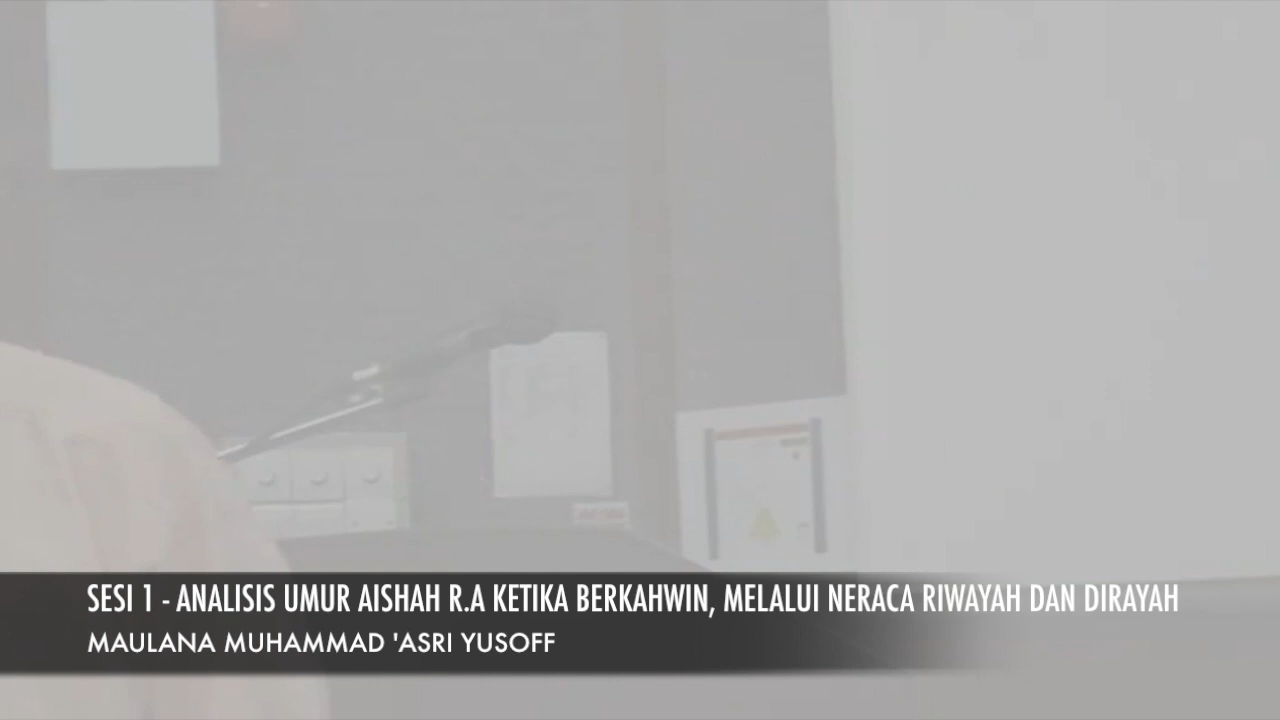 SESI 1 - ANALISIS UMUR AISHAH R.A KETIKA BERKAHWIN, MELALUI NERACA RIWAYAH DAN DIRAYAH
MAULANA MUHAMMAD 'ASRI YUSOFF